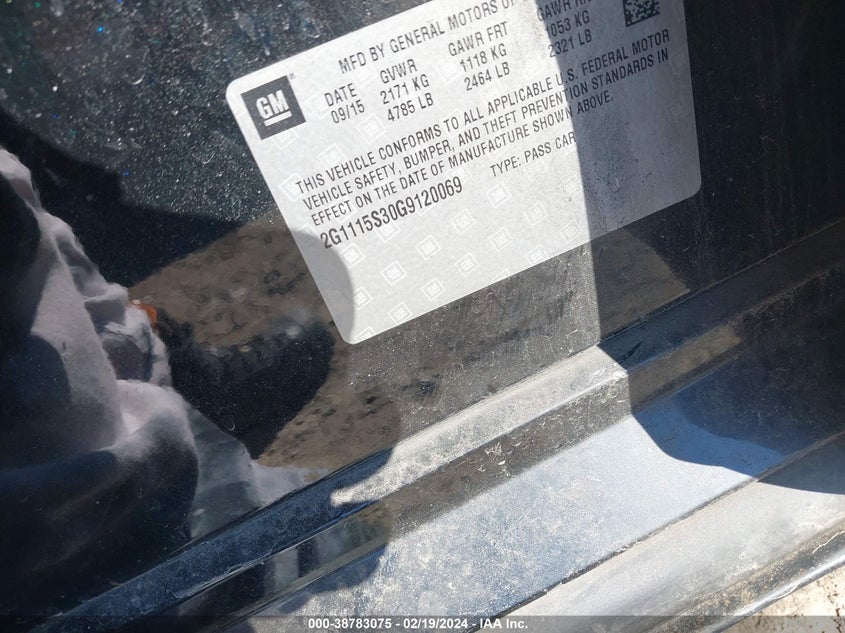 GM
MFD BY GENERAL MOTORS OF
DATE GVWR GAWR FRT GAWR
09/15 2171 KG 1118 KG 1053 KG
4785 LB 2464 LB 2321 LB
THIS VEHICLE CONFORMS TO ALL APPLICABLE U.S. FEDERAL MOTOR
VEHICLE SAFETY, BUMPER, AND THEFT PREVENTION STANDARDS IN
EFFECT ON THE DATE OF MANUFACTURE SHOWN ABOVE.
2G1115S30G9120069 TYPE: PASS CAR
000-38783075 - 02/19/2024 - IAA Inc.